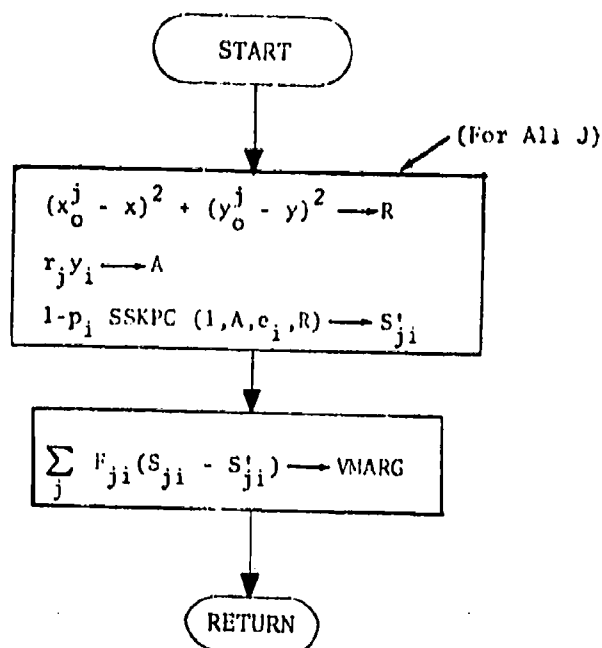 START
(For All J)
(x_o^j - x)^2 + (y_o^j - y)^2 → R
r_j y_i → A
1-p_i SSKPC (1,A,e_i,R) → S'_ji
∑_j F_ji(S_ji - S'_ji) → VMARG
RETURN